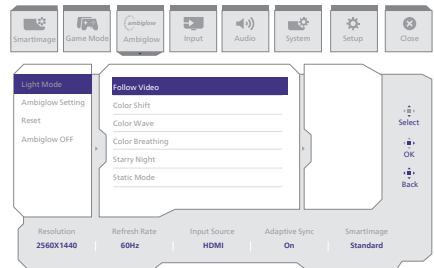 SmartImage
Game Mode
ambiglow
Ambiglow
Input
Audio
System
Setup
Close
Light Mode
Ambiglow Setting
Reset
Ambiglow OFF
Follow Video
Color Shift
Color Wave
Color Breathing
Starry Night
Static Mode
Select
OK
Back
Resolution
2560X1440
Refresh Rate
60Hz
Input Source
HDMI
Adaptive Sync
On
SmartImage
Standard